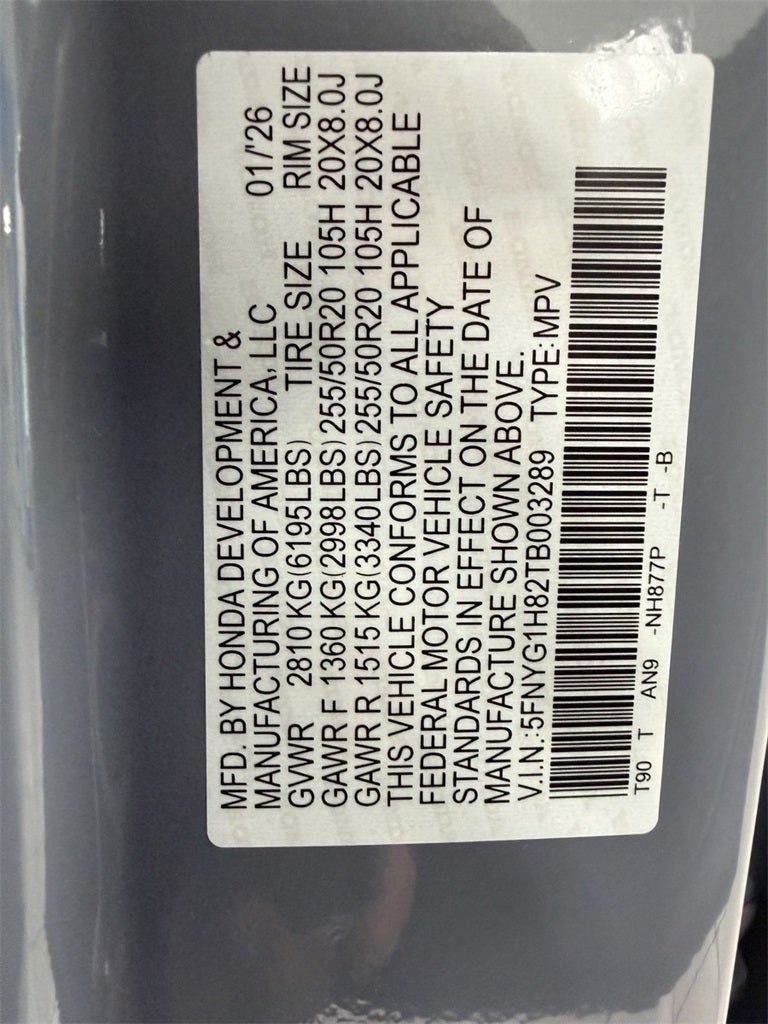 MFD. BY HONDA DEVELOPMENT &
MANUFACTURING OF AMERICA, LLC 01/'26
GVWR 2810 KG(6195LBS) TIRE SIZE RIM SIZE
GAWR F 1360 KG(2998LBS) 255/50R20 105H 20X8.0J
GAWR R 1515 KG(3340LBS) 255/50R20 105H 20X8.0J
THIS VEHICLE CONFORMS TO ALL APPLICABLE
FEDERAL MOTOR VEHICLE SAFETY
STANDARDS IN EFFECT ON THE DATE OF
MANUFACTURE SHOWN ABOVE.
V.I.N.:5FNYG1H82TB003289 TYPE: MPV
T90 T AN9 -NH877P -T -B